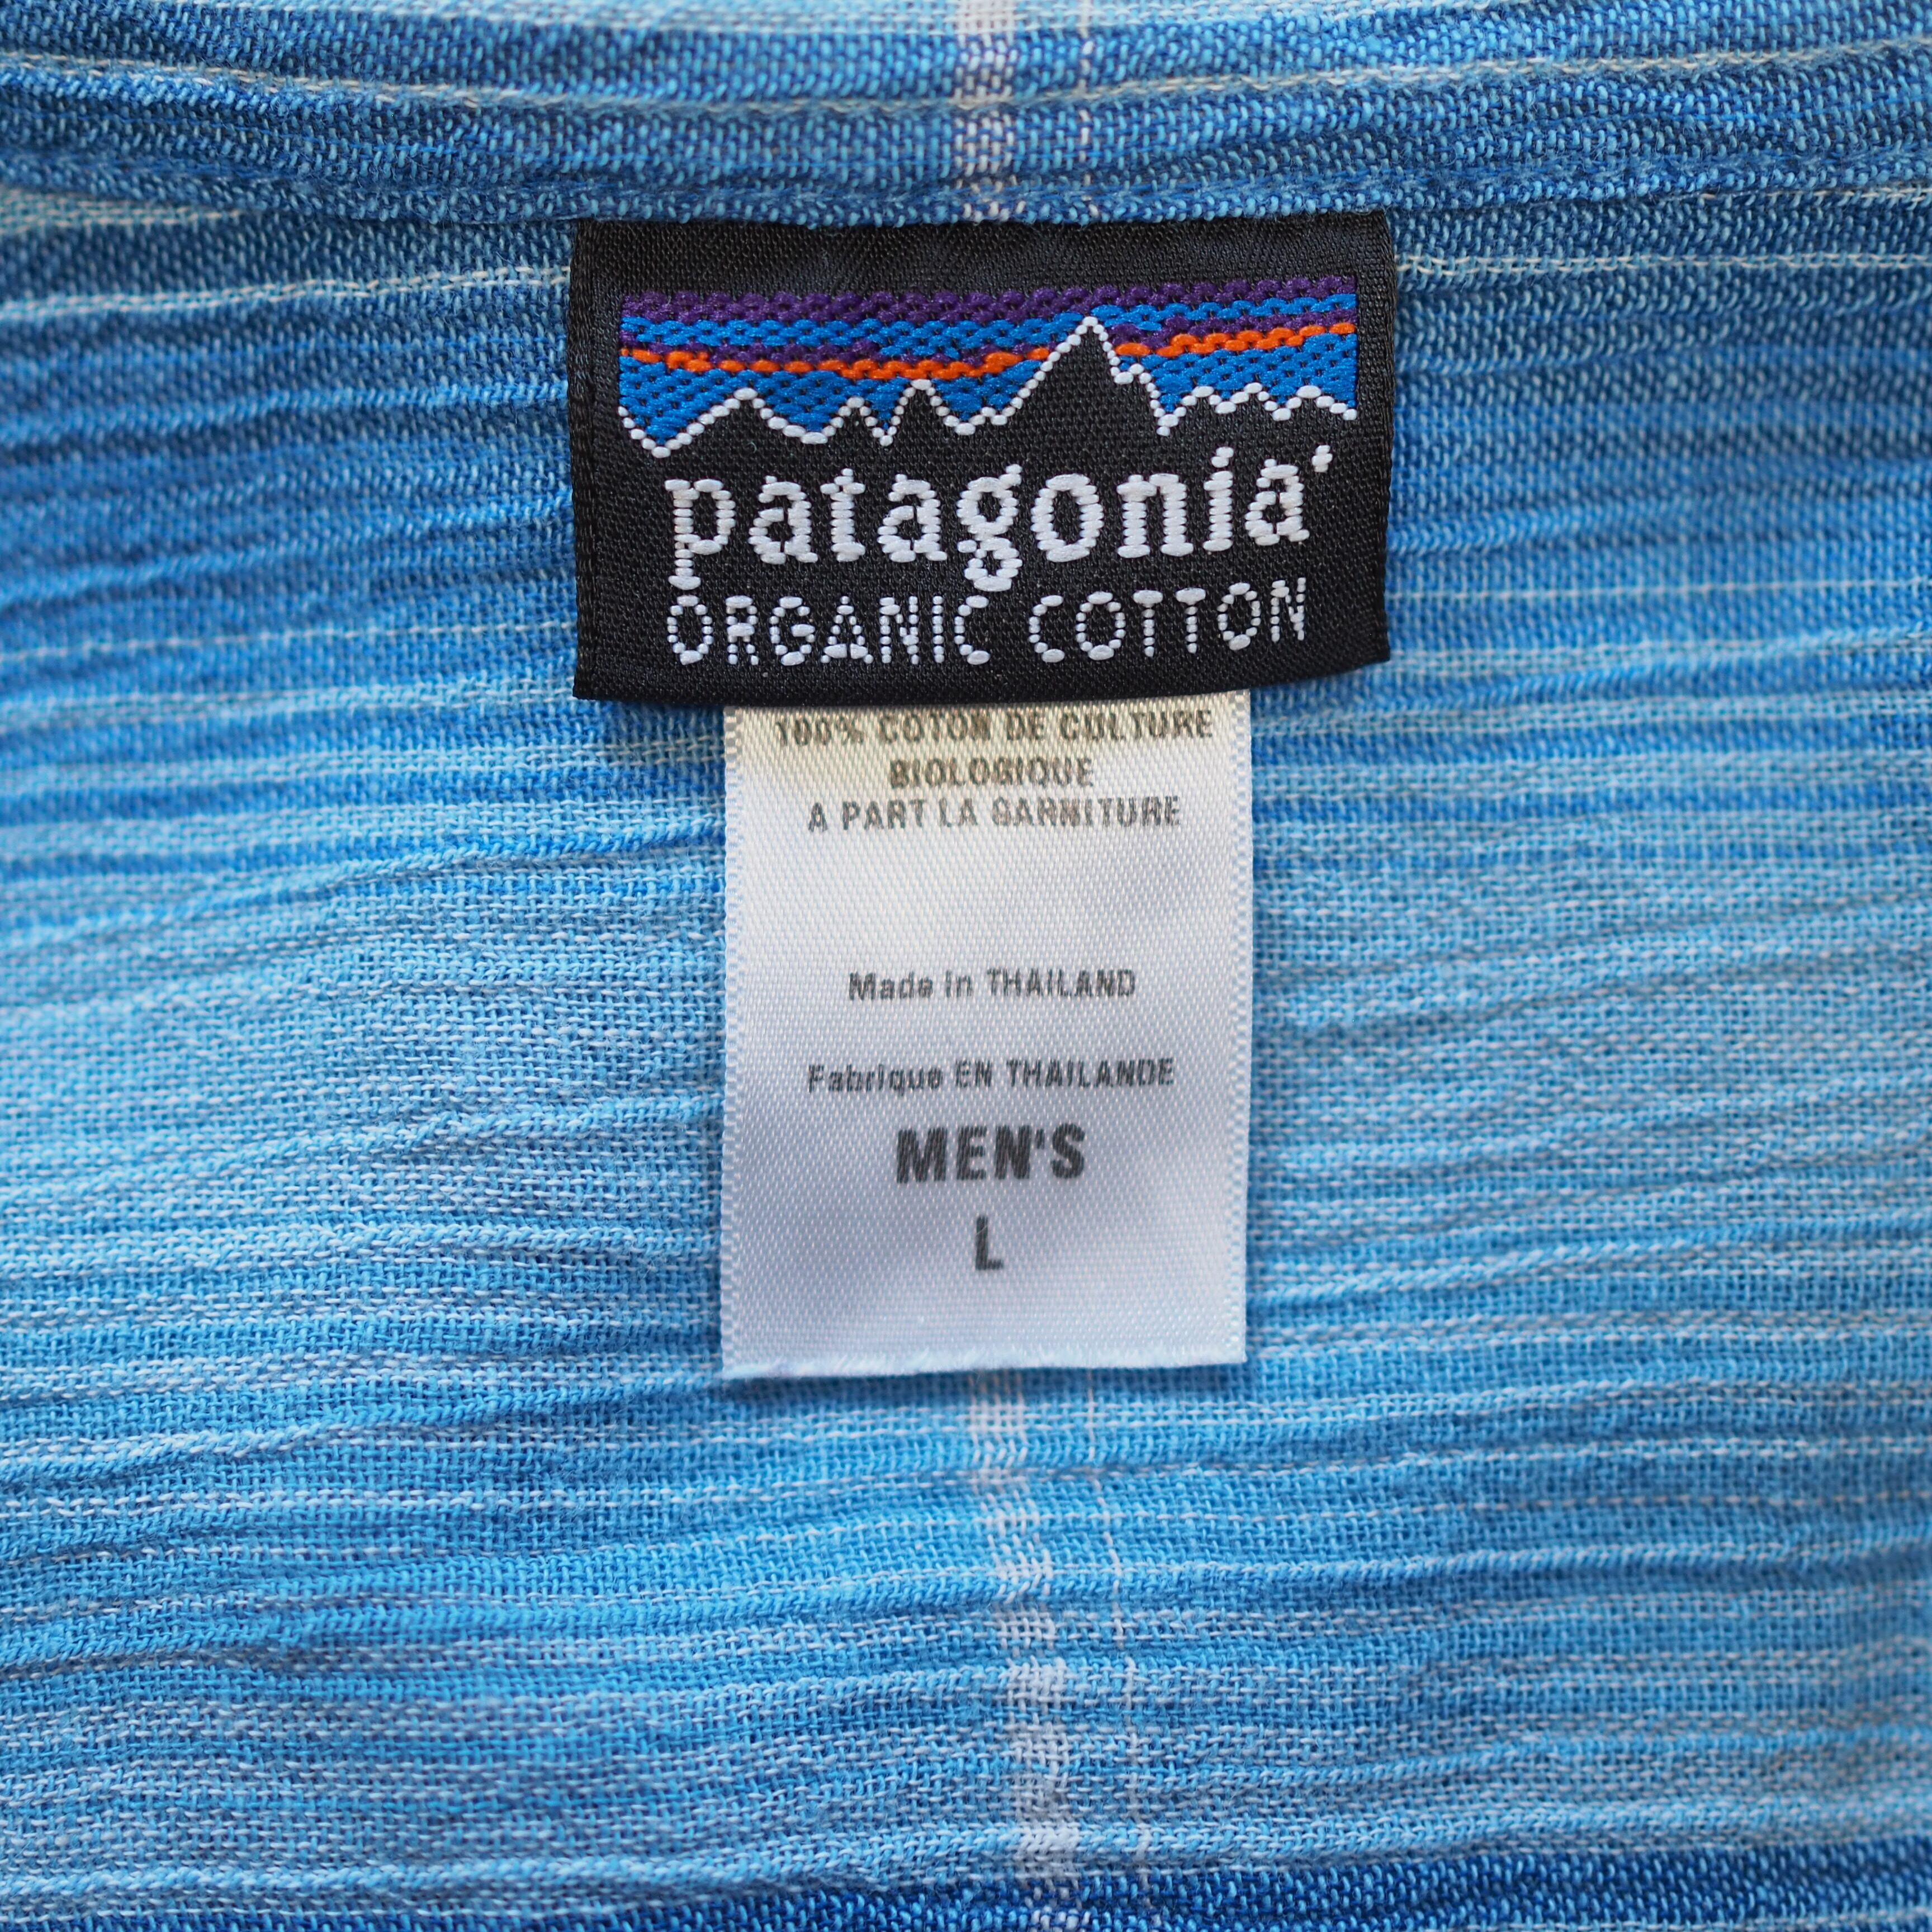 patagonia
ORGANIC COTTON
100% COTON DE CULTURE
BIOLOGIQUE
A PART LA GARNITURE
Made in THAILAND
Fabrique EN THAILANDE
MEN'S
L